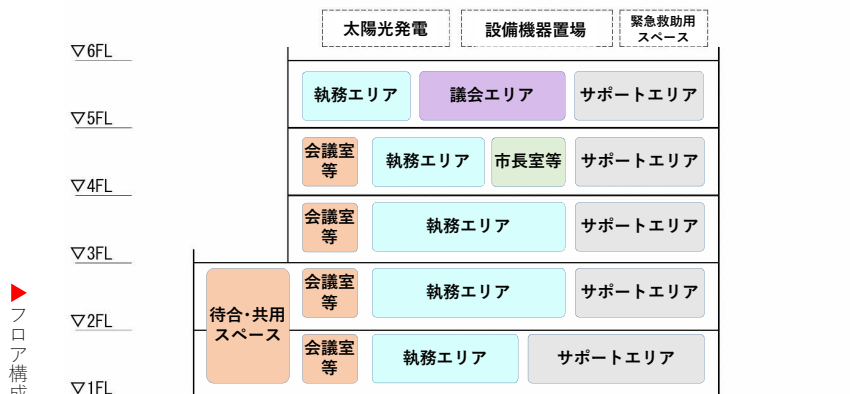 太陽光発電
設備機器置場
緊急救助用
スペース
▽6FL
執務エリア
議会エリア
サポートエリア
▽5FL
会議室
等
執務エリア
市長室等
サポートエリア
▽4FL
会議室
等
執務エリア
サポートエリア
▽3FL
待合・共用
スペース
会議室
等
執務エリア
サポートエリア
▽2FL
会議室
等
執務エリア
サポートエリア
▽1FL
▶フロア構成